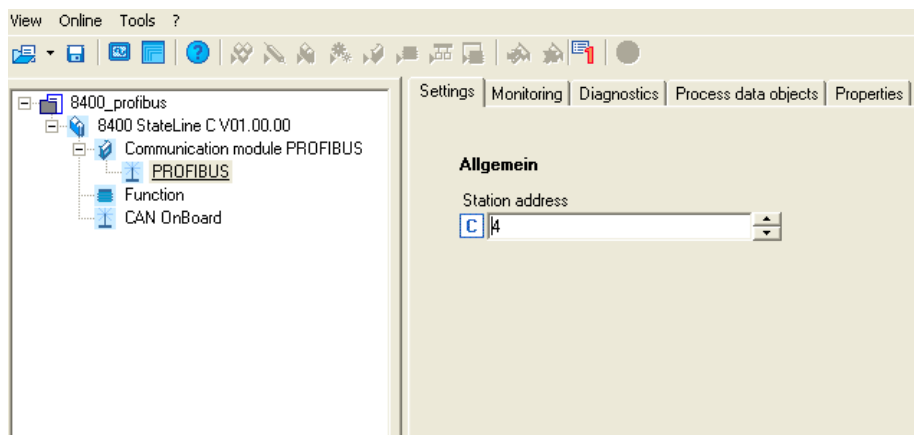 View Online Tools ?
8400_profibus
8400 StateLine C V01.00.00
Communication module PROFIBUS
PROFIBUS
Function
CAN OnBoard
Settings Monitoring Diagnostics Process data objects Properties
Allgemein
Station address
C 4